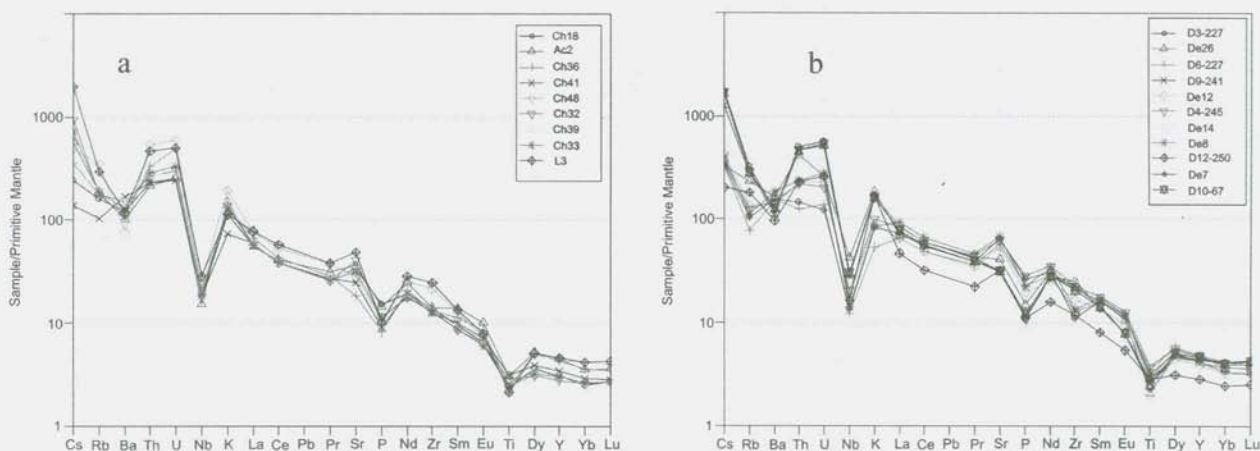 a
Sample/Primitive Mantle
1000
100
10
1
Cs Rb Ba Th U Nb K La Ce Pb Pr Sr P Nd Zr Sm Eu Ti Dy Y Yb Lu
Ch18
Ac2
Ch36
Ch41
Ch48
Ch32
Ch39
Ch33
L3
b
Sample/Primitive Mantle
1000
100
10
1
Cs Rb Ba Th U Nb K La Ce Pb Pr Sr P Nd Zr Sm Eu Ti Dy Y Yb Lu
D3-227
De26
D6-227
D9-241
De12
D4-245
De14
De8
D12-250
De7
D10-67